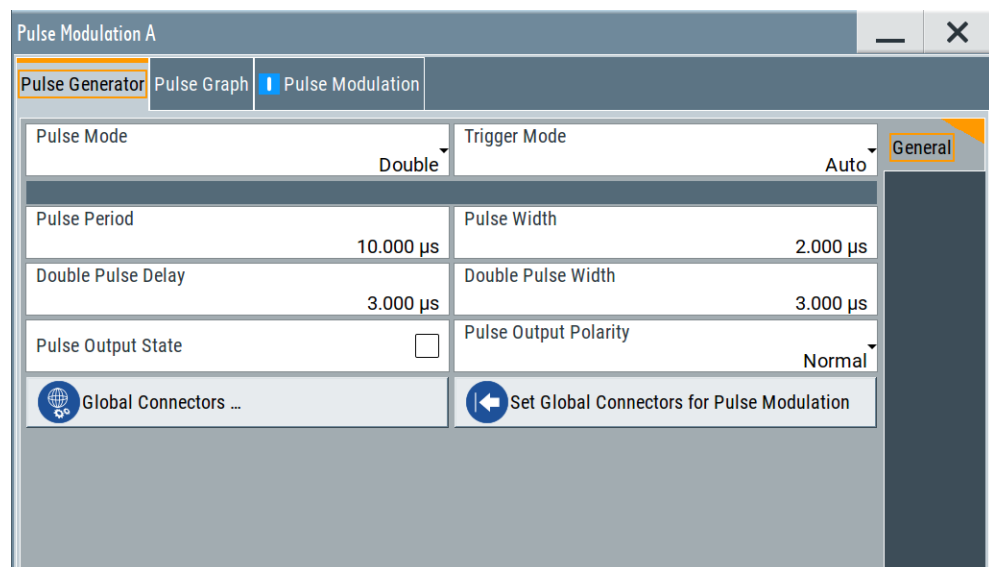 Pulse Modulation A
Pulse Generator Pulse Graph Pulse Modulation
Pulse Mode
Double
Trigger Mode
Auto
General
Pulse Period
10.000 µs
Pulse Width
2.000 µs
Double Pulse Delay
3.000 µs
Double Pulse Width
3.000 µs
Pulse Output State
Pulse Output Polarity
Normal
Global Connectors ...
Set Global Connectors for Pulse Modulation